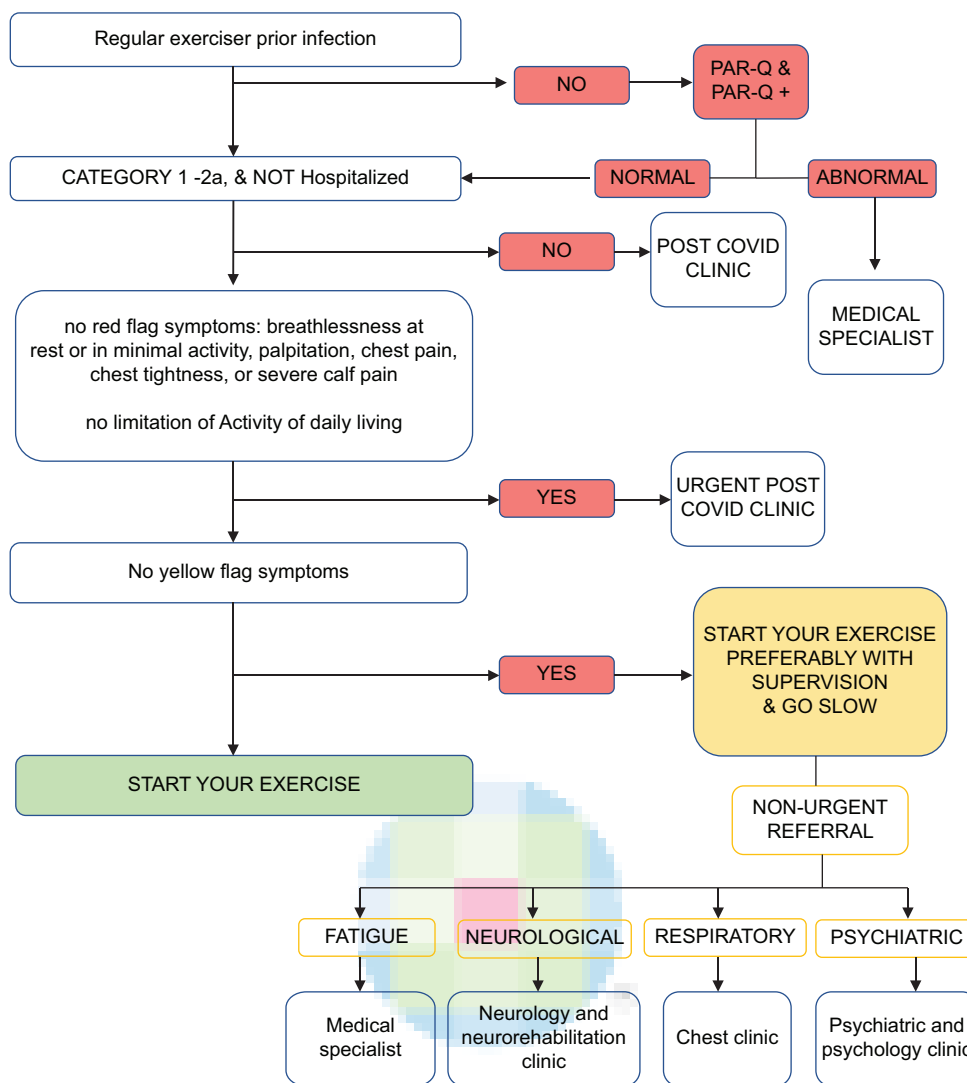 Regular exerciser prior infection
NO
PAR-Q &
PAR-Q +
CATEGORY 1 -2a, & NOT Hospitalized
NORMAL
ABNORMAL
NO
POST COVID
CLINIC
MEDICAL
SPECIALIST
no red flag symptoms: breathlessness at
rest or in minimal activity, palpitation, chest pain,
chest tightness, or severe calf pain
no limitation of Activity of daily living
YES
URGENT POST
COVID CLINIC
No yellow flag symptoms
YES
START YOUR EXERCISE
PREFERABLY WITH
SUPERVISION
& GO SLOW
START YOUR EXERCISE
NON-URGENT
REFERRAL
FATIGUE
NEUROLOGICAL
RESPIRATORY
PSYCHIATRIC
Medical
specialist
Neurology and
neurorehabilitation
clinic
Chest clinic
Psychiatric and
psychology clinic